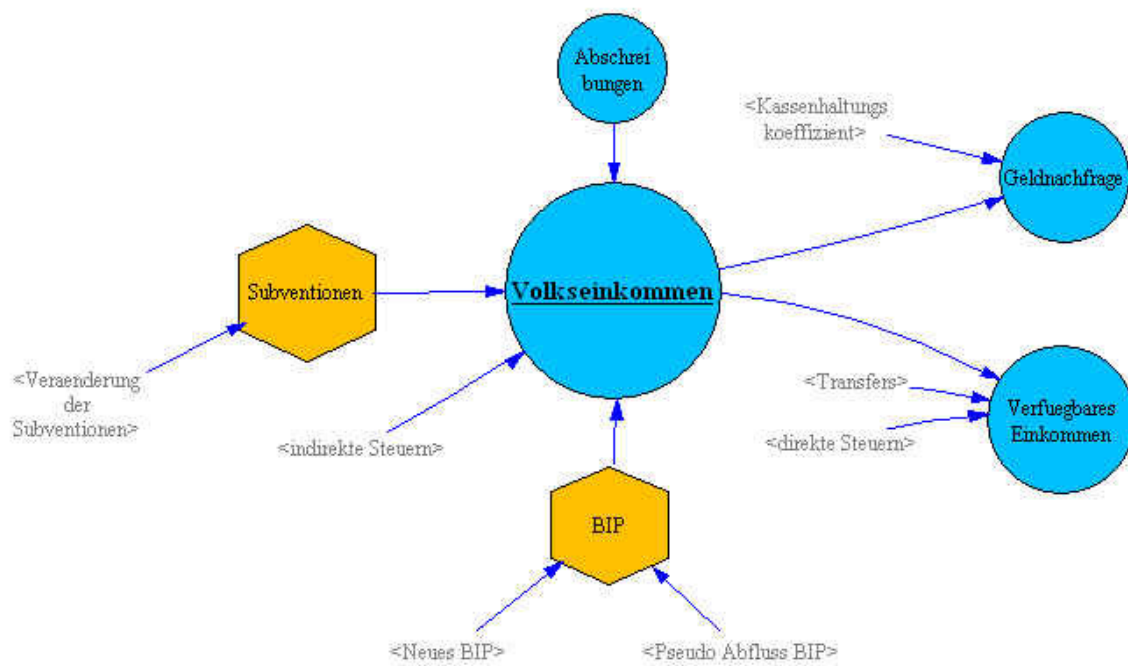 Abschrei
bungen
<Kassenhaltungs
koeffizient>
Geldnachfrage
Subventionen
Volkseinkommen
<Veraenderung
der
Subventionen>
<indirekte Steuern>
<Transfers>
<direkte Steuern>
Verfuegbares
Einkommen
BIP
<Neues BIP>
<Pseudo Abfluss BIP>